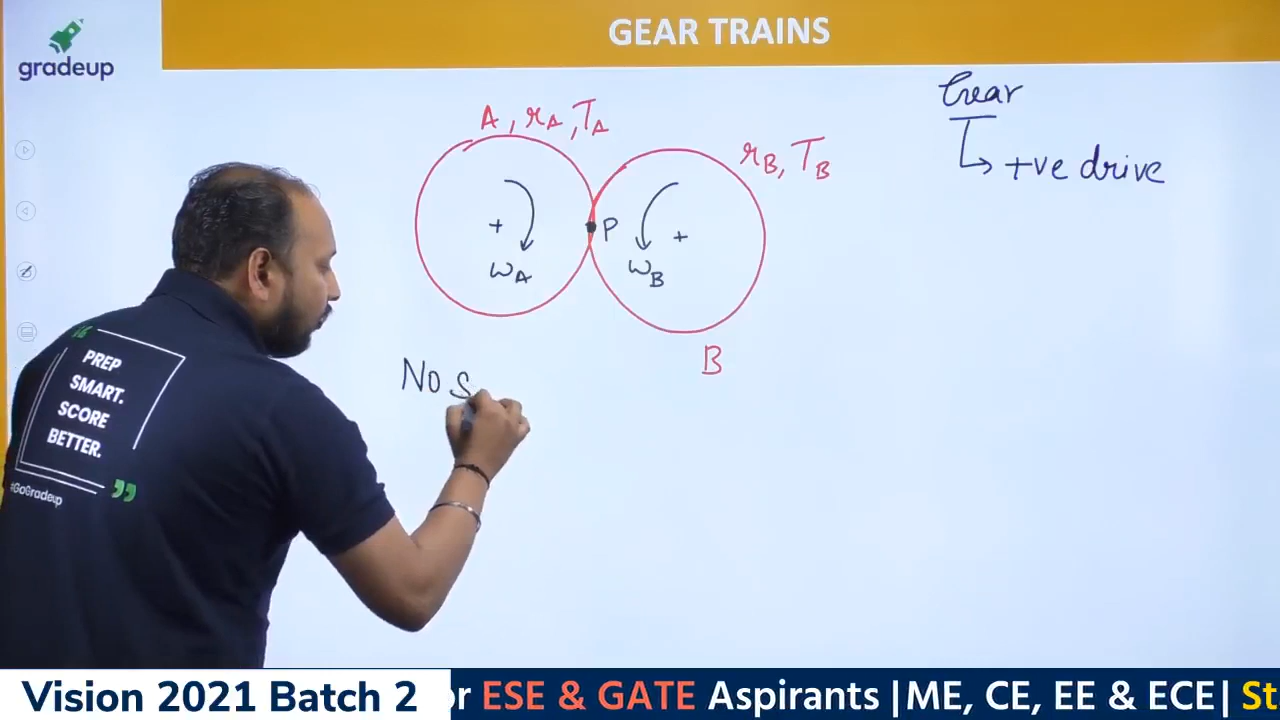 gradeup
GEAR TRAINS
Gear
+ve drive
A, rA, TA
rB, TB
P
ωA
ωB
B
No s
PREP
SMART.
SCORE
BETTER.
#GoGradeup
Vision 2021 Batch 2
or ESE & GATE Aspirants |ME, CE, EE & ECE| St